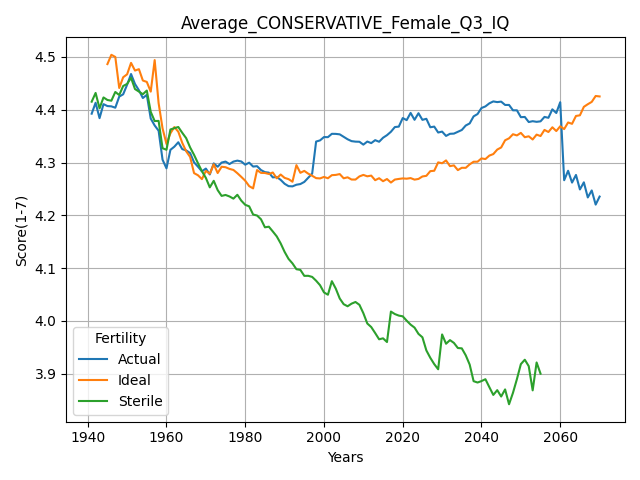 Average_CONSERVATIVE_Female_Q3_IQ
Score(1-7)
4.5
4.4
4.3
4.2
4.1
4.0
3.9
Fertility
Actual
Ideal
Sterile
1940 1960 1980 2000 2020 2040 2060
Years